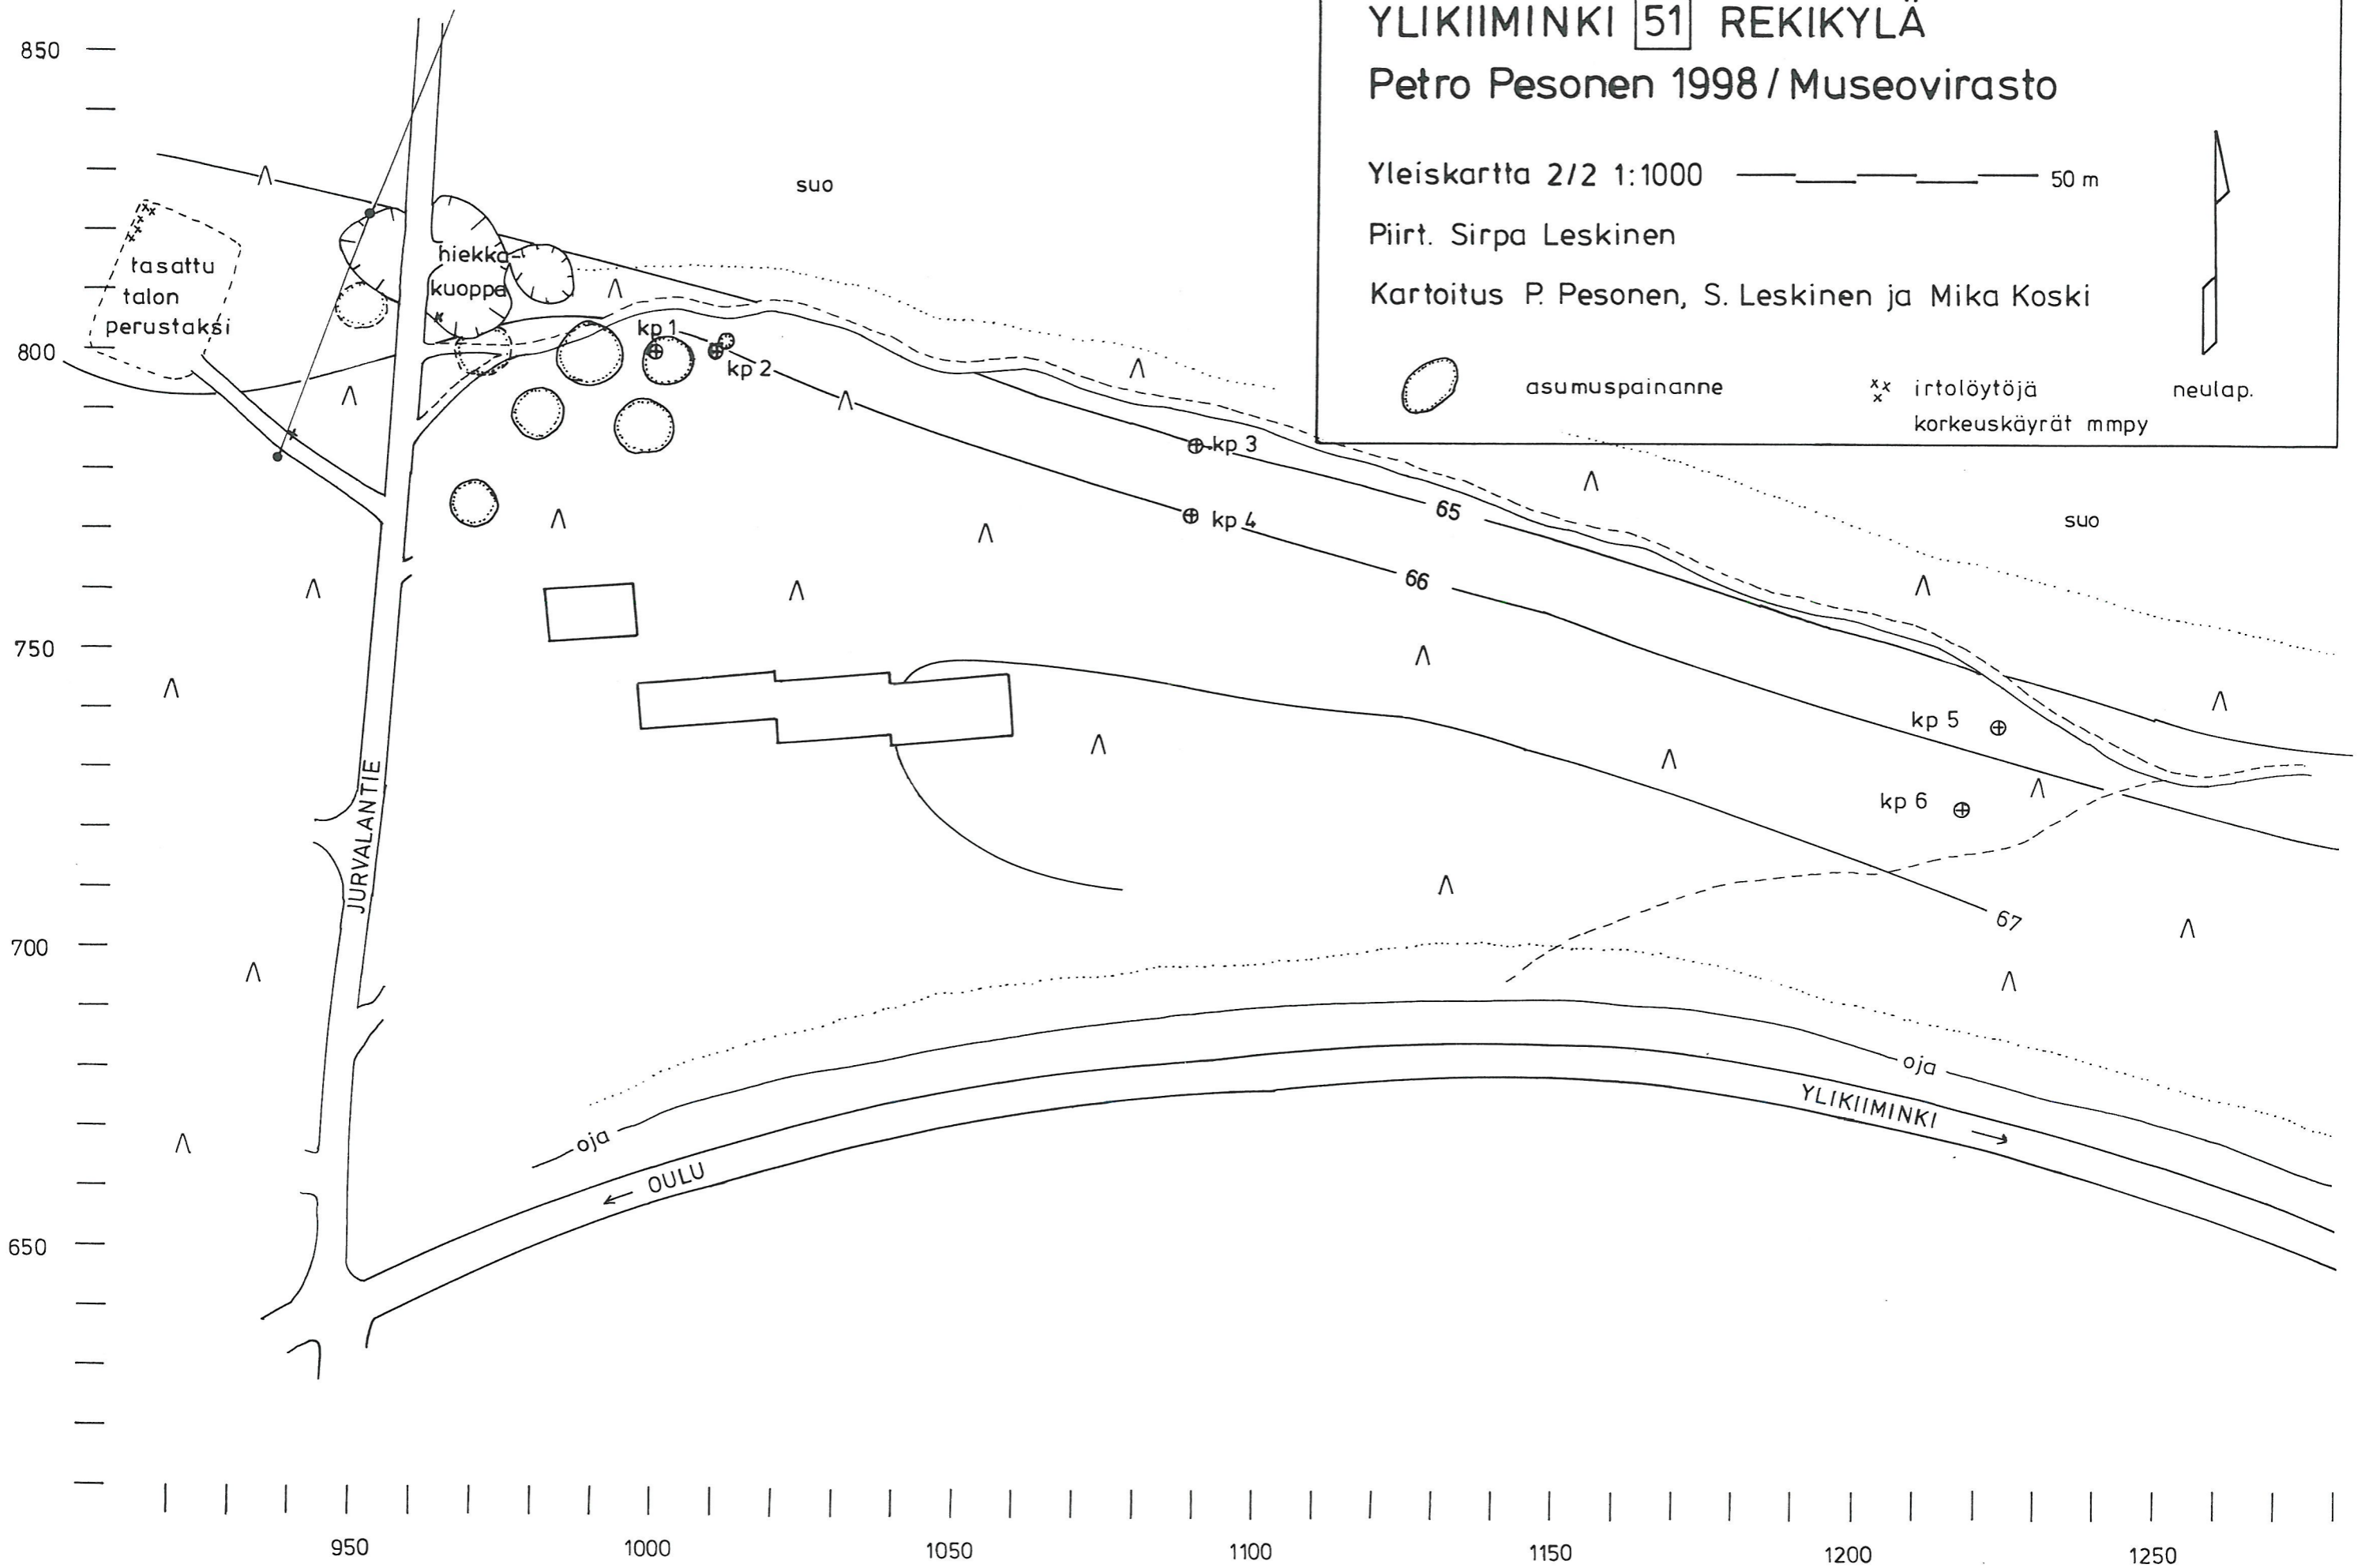 YLIKIIMINKI 51 REKIKYLÄ
Petro Pesonen 1998 / Museovirasto
Yleiskartta 2/2 1:1000 50 m
Piirt. Sirpa Leskinen
Kartoitus P. Pesonen, S. Leskinen ja Mika Koski
asumuspainanne
irtolöytöjä
korkeuskäyrät mmpy
neulap.
850
suo
hiekka-
kuoppa
tasattu
talon
perustaksi
800
kp 1
kp 2
kp 3
65
kp 4
suo
66
750
kp 5
JURVALANTIE
kp 6
67
700
oja
YLIKIIMINKI →
oja
← OULU
650
950 1000 1050 1100 1150 1200 1250